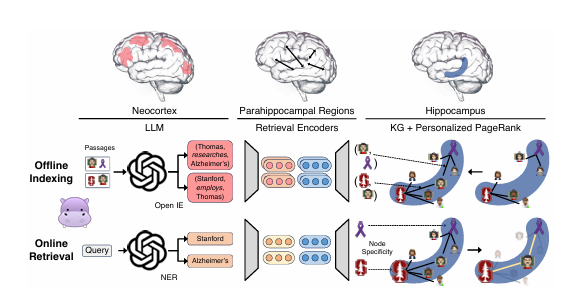 Neocortex
Parahippocampal Regions
Hippocampus
LLM
Retrieval Encoders
KG + Personalized PageRank
Offline
Indexing
Passages
Open IE
(Thomas,
researches,
Alzheimer's)
(Stanford,
employs,
Thomas)
(
,
,
)
Online
Retrieval
Query
NER
Stanford
Alzheimer's
Node
Specificity